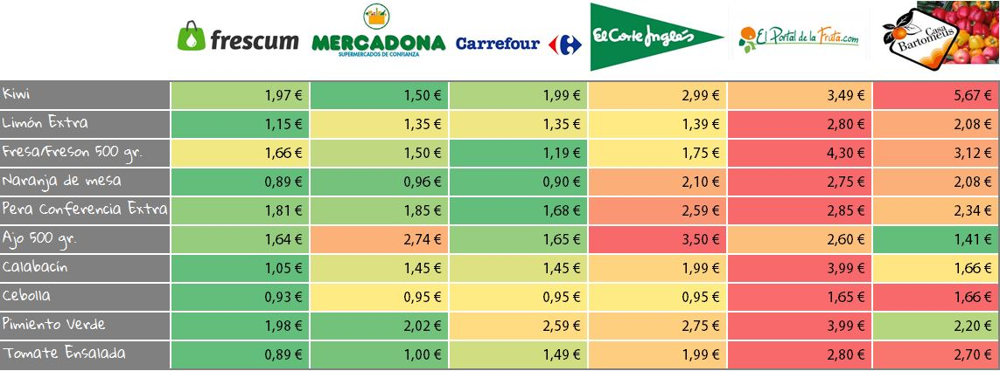 frescum MERCADONA Carrefour El Corte Inglés El Portal de la Fruta.com Casa Bartomeus
SUPERMERCADOS DE CONFIANZA
Kiwi 1,97 € 1,50 € 1,99 € 2,99 € 3,49 € 5,67 €
Limón Extra 1,15 € 1,35 € 1,35 € 1,39 € 2,80 € 2,08 €
Fresa/Freson 500 gr. 1,66 € 1,50 € 1,19 € 1,75 € 4,30 € 3,12 €
Naranja de mesa 0,89 € 0,96 € 0,90 € 2,10 € 2,75 € 2,08 €
Pera Conferencia Extra 1,81 € 1,85 € 1,68 € 2,59 € 2,85 € 2,34 €
Ajo 500 gr. 1,64 € 2,74 € 1,65 € 3,50 € 2,60 € 1,41 €
Calabacín 1,05 € 1,45 € 1,45 € 1,99 € 3,99 € 1,66 €
Cebolla 0,93 € 0,95 € 0,95 € 0,95 € 1,65 € 1,66 €
Pimiento Verde 1,98 € 2,02 € 2,59 € 2,75 € 3,99 € 2,20 €
Tomate Ensalada 0,89 € 1,00 € 1,49 € 1,99 € 2,80 € 2,70 €